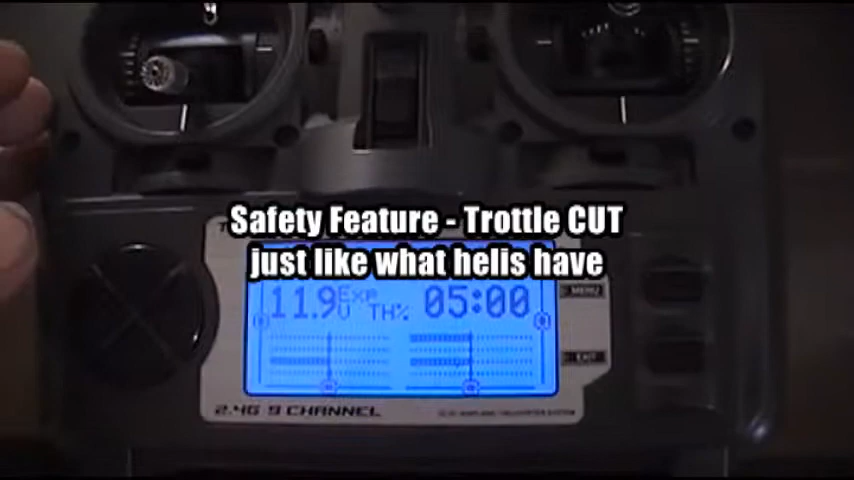 Safety Feature - Trottle CUT
just like what helis have
11.9V Exp TH% 05:00
MENU
EXIT
2.4G 9 CHANNEL